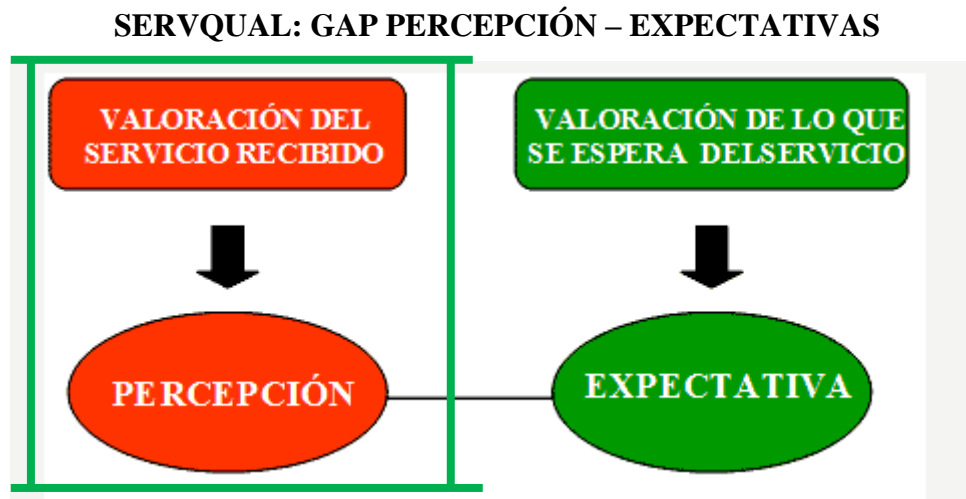 SERVQUAL: GAP PERCEPCIÓN – EXPECTATIVAS
VALORACIÓN DEL
SERVICIO RECIBIDO
VALORACIÓN DE LO QUE
SE ESPERA DELSERVICIO
PERCEPCIÓN
EXPECTATIVA